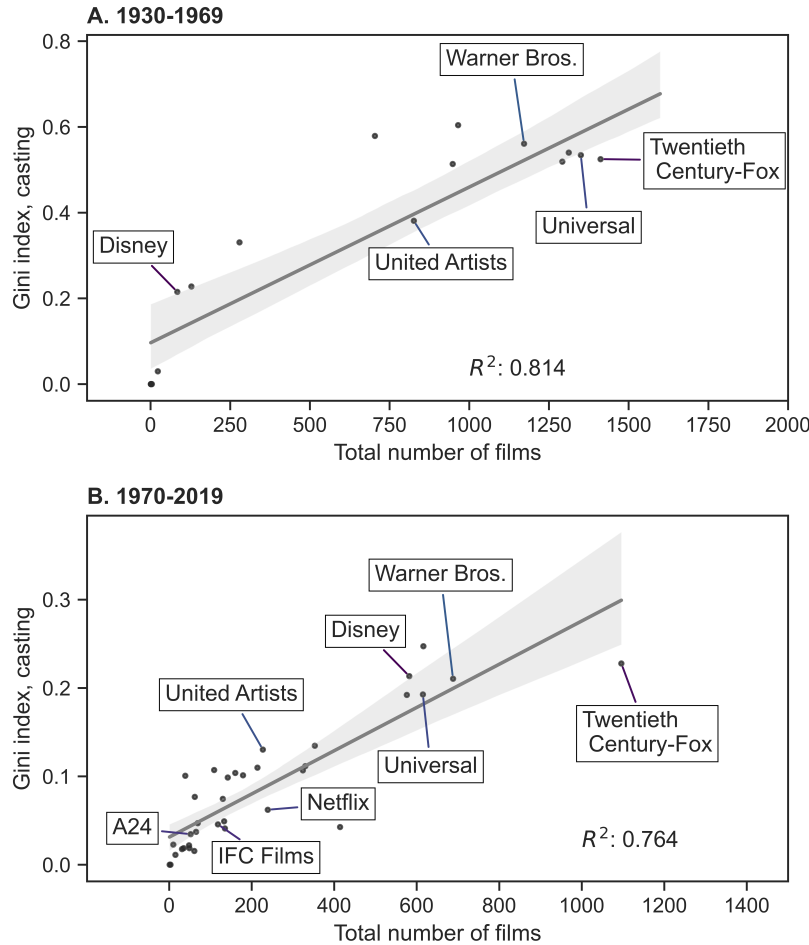 A. 1930-1969
0.8
0.6
0.4
0.2
0.0
Gini index, casting
Warner Bros.
Twentieth
Century-Fox
Universal
Disney
United Artists
R²: 0.814
0 250 500 750 1000 1250 1500 1750 2000
Total number of films
B. 1970-2019
0.3
0.2
0.1
0.0
Gini index, casting
Warner Bros.
Disney
United Artists
Twentieth
Century-Fox
Universal
Netflix
A24
IFC Films
R²: 0.764
0 200 400 600 800 1000 1200 1400
Total number of films